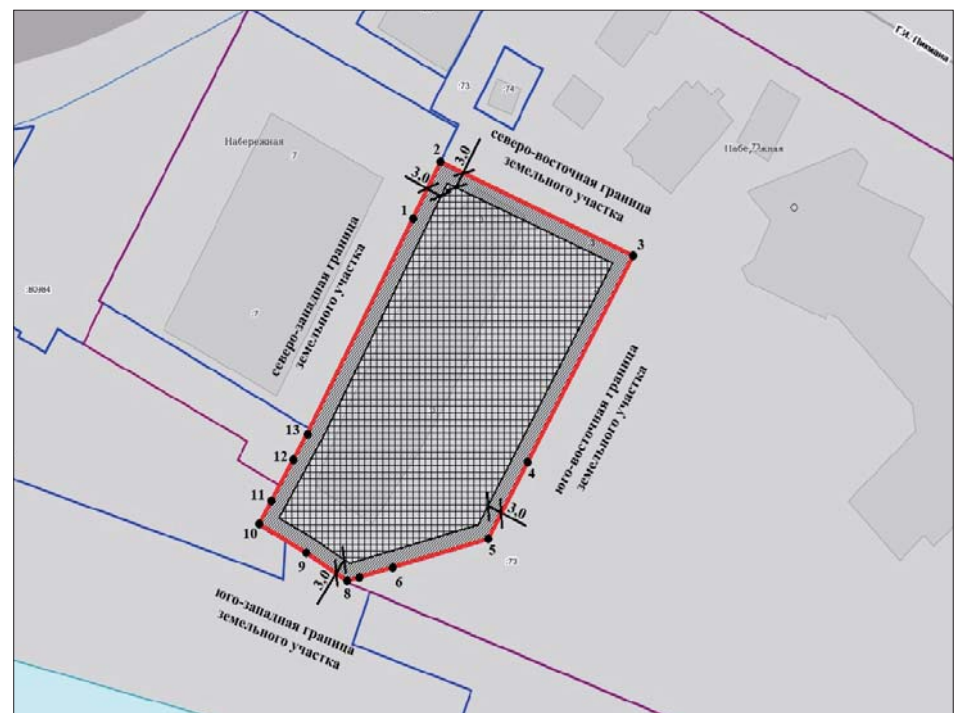 Г.И. Пикмана
:73
:74
северо-восточная граница
земельного участка
Набережная
7
2
3,0
3,0
1
3
северо-западная граница
земельного участка
:7
юго-восточная граница
земельного участка
13
12
4
11
3,0
10
5
9
6
:73
3,0
8
юго-западная граница
земельного участка